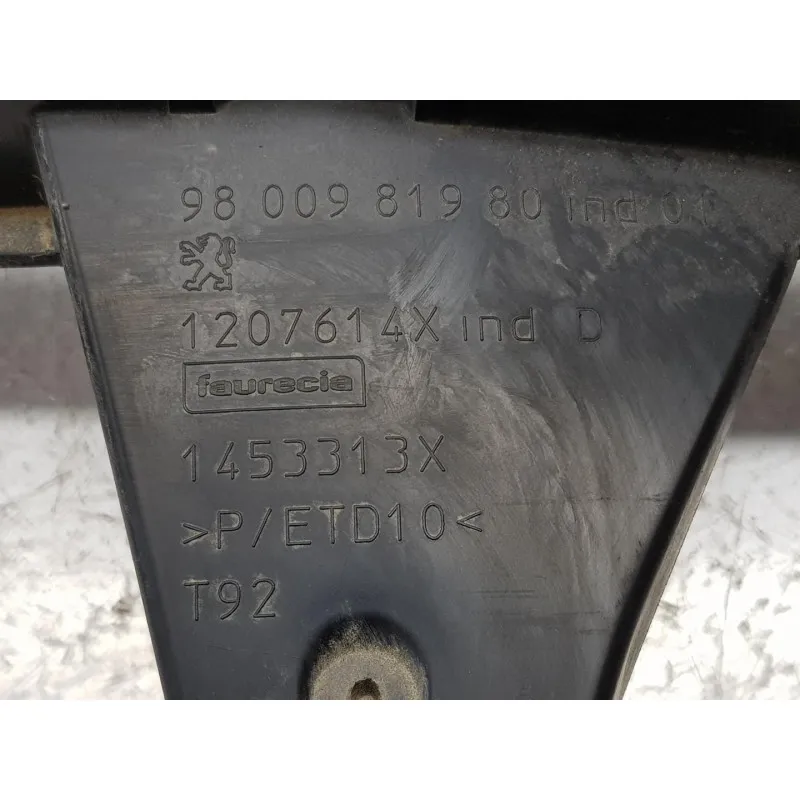 98 009 819 80 ind 01
1207614X ind D
faurecia
1453313X
>P/ETD10<
T92